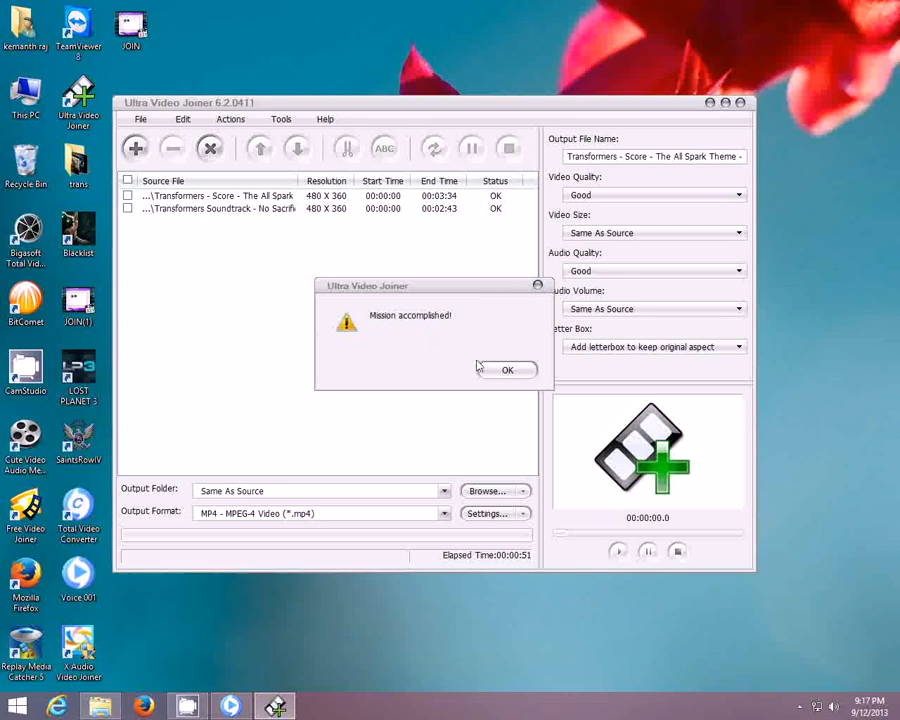 kemanth raj
TeamViewer 8
JOIN
This PC
Ultra Video Joiner
Recycle Bin
trans
Bigasoft Total Vid...
Blacklist
BitComet
JOIN(1)
CamStudio
LOST PLANET 3
Cute Video Audio Me...
SaintsRowIV
Free Video Joiner
Total Video Converter
Mozilla Firefox
Voice 001
Replay Media Catcher 5
X Audio Video Joiner
Ultra Video Joiner 6.2.0411
File Edit Actions Tools Help
ABC
Source File Resolution Start Time End Time Status
...\Transformers - Score - The All Spark 480 X 360 00:00:00 00:03:34 OK
...\Transformers Soundtrack - No Sacrifi 480 X 360 00:00:00 00:02:43 OK
Output File Name:
Transformers - Score - The All Spark Theme -
Video Quality:
Good
Video Size:
Same As Source
Audio Quality:
Good
Audio Volume:
Same As Source
Letter Box:
Add letterbox to keep original aspect
Ultra Video Joiner
Mission accomplished!
OK
Output Folder: Same As Source Browse...
Output Format: MP4 - MPEG-4 Video (*.mp4) Settings...
Elapsed Time:00:00:51
00:00:00.0
LP3
9:17 PM
9/12/2013